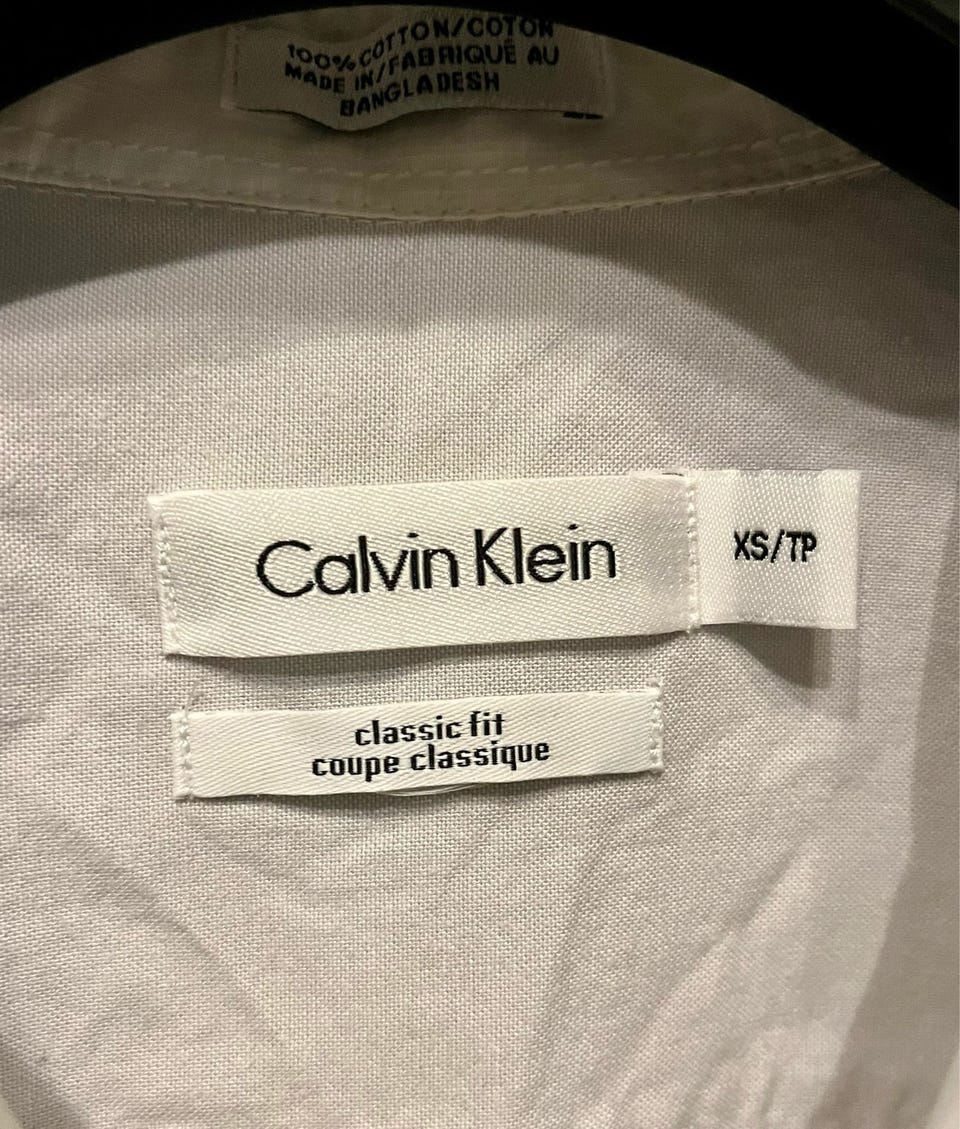 100% COTTON/COTON
MADE IN/FABRIQUÉ AU
BANGLADESH
Calvin Klein
XS/TP
classic fit
coupe classique